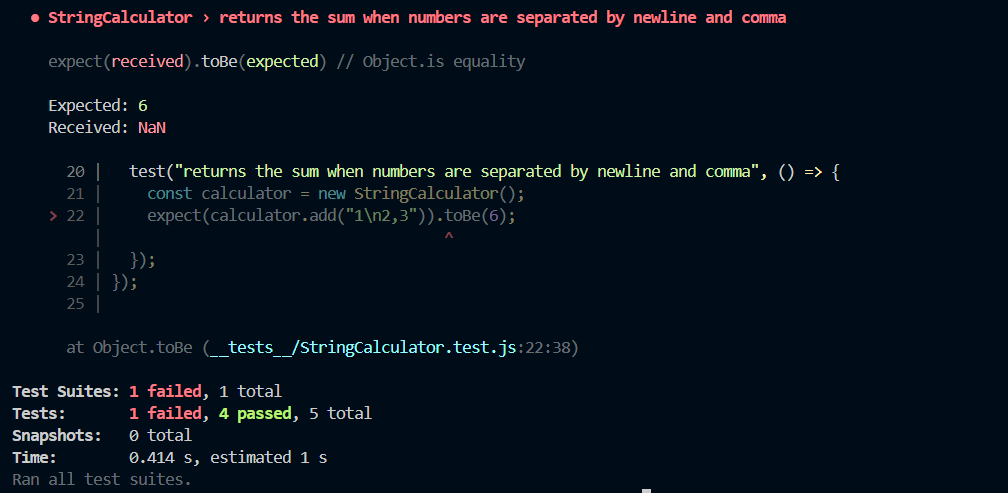 ● StringCalculator › returns the sum when numbers are separated by newline and comma
expect(received).toBe(expected) // Object.is equality
Expected: 6
Received: NaN
20 |   test("returns the sum when numbers are separated by newline and comma", () => {
21 |     const calculator = new StringCalculator();
> 22 |     expect(calculator.add("1\n2,3")).toBe(6);
|                                      ^
23 |   });
24 | });
25 |
at Object.toBe (__tests__/StringCalculator.test.js:22:38)
Test Suites: 1 failed, 1 total
Tests:       1 failed, 4 passed, 5 total
Snapshots:   0 total
Time:        0.414 s, estimated 1 s
Ran all test suites.